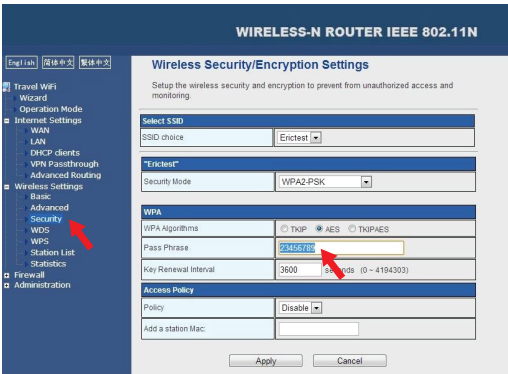 WIRELESS-N ROUTER IEEE 802.11N
English 简体中文 繁体中文
Travel WiFi
Wizard
Operation Mode
Internet Settings
WAN
LAN
DHCP clients
VPN Passthrough
Advanced Routing
Wireless Settings
Basic
Advanced
Security
WDS
WPS
Station List
Statistics
Firewall
Administration
Wireless Security/Encryption Settings
Setup the wireless security and encryption to prevent from unauthorized access and
monitoring.
Select SSID
SSID choice Erictest
"Erictest"
Security Mode WPA2-PSK
WPA
WPA Algorithms TKIP AES TKIPAES
Pass Phrase 23456789
Key Renewal Interval 3600 seconds (0 ~ 4194303)
Access Policy
Policy Disable
Add a station Mac:
Apply Cancel